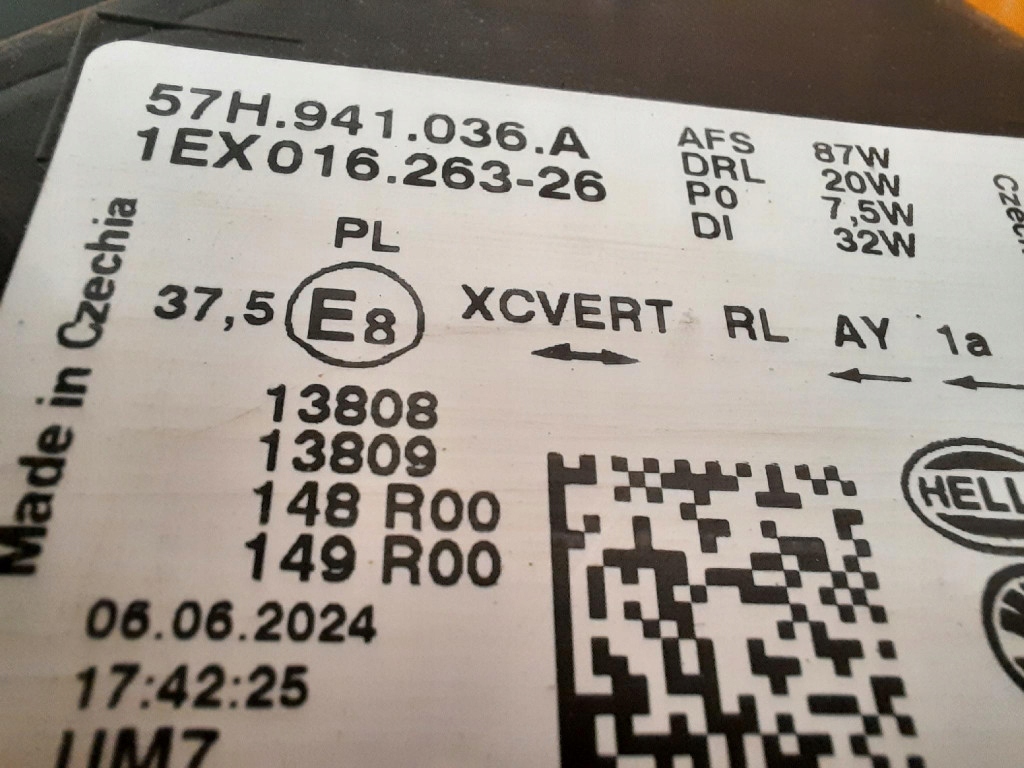 57H.941.036.A
1EX016.263-26
AFS 87W
DRL 20W
PO 7,5W
DI 32W
PL
37,5 E8 XCVERT RL AY 1a
13808
13809
148 R00
149 R00
06.06.2024
17:42:25
Made in Czechia